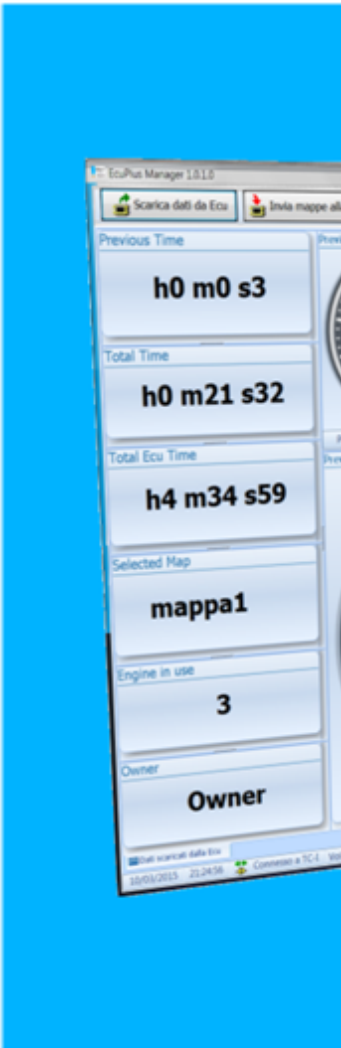 EcuPlus Manager 1.0.1.0
Scarica dati da Ecu
Invia mappe all
Previous Time
h0 m0 s3
Total Time
h0 m21 s32
Total Ecu Time
h4 m34 s59
Selected Map
mappa1
Engine in use
3
Owner
Owner
Dati scaricati dalla Ecu
10/03/2015 21:24:56 Connesso a TC-1